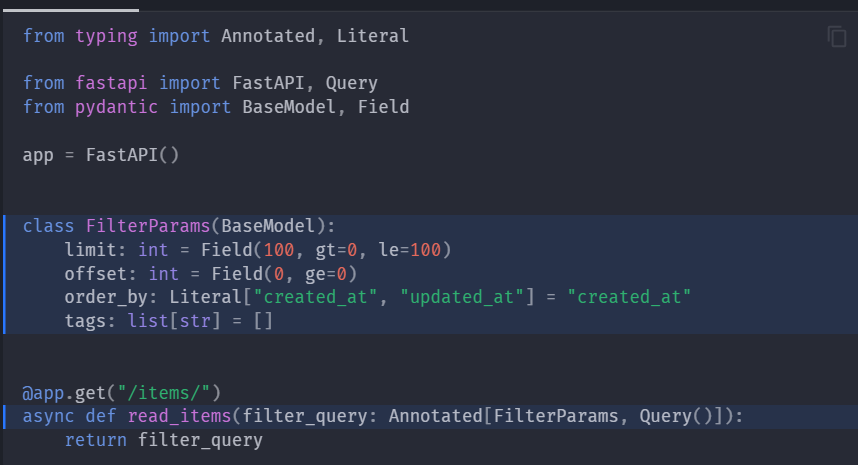 from typing import Annotated, Literal
from fastapi import FastAPI, Query
from pydantic import BaseModel, Field
app = FastAPI()
class FilterParams(BaseModel):
    limit: int = Field(100, gt=0, le=100)
    offset: int = Field(0, ge=0)
    order_by: Literal["created_at", "updated_at"] = "created_at"
    tags: list[str] = []
@app.get("/items/")
async def read_items(filter_query: Annotated[FilterParams, Query()]):
    return filter_query